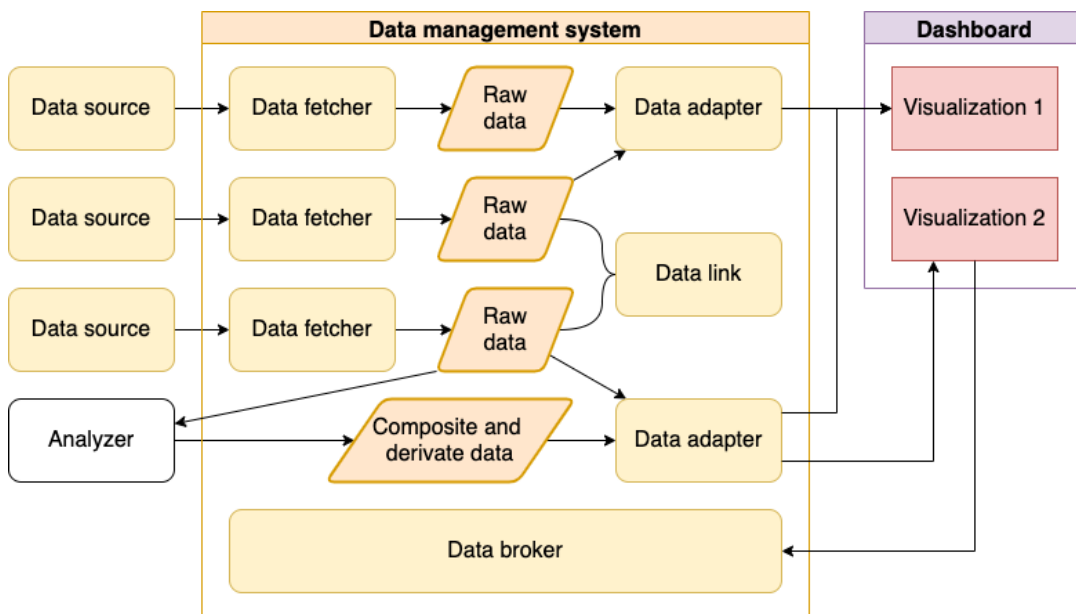 Data management system
Dashboard
Data source
Data fetcher
Raw
data
Data adapter
Visualization 1
Data source
Data fetcher
Raw
data
Visualization 2
Data link
Data source
Data fetcher
Raw
data
Analyzer
Composite and
derivate data
Data adapter
Data broker